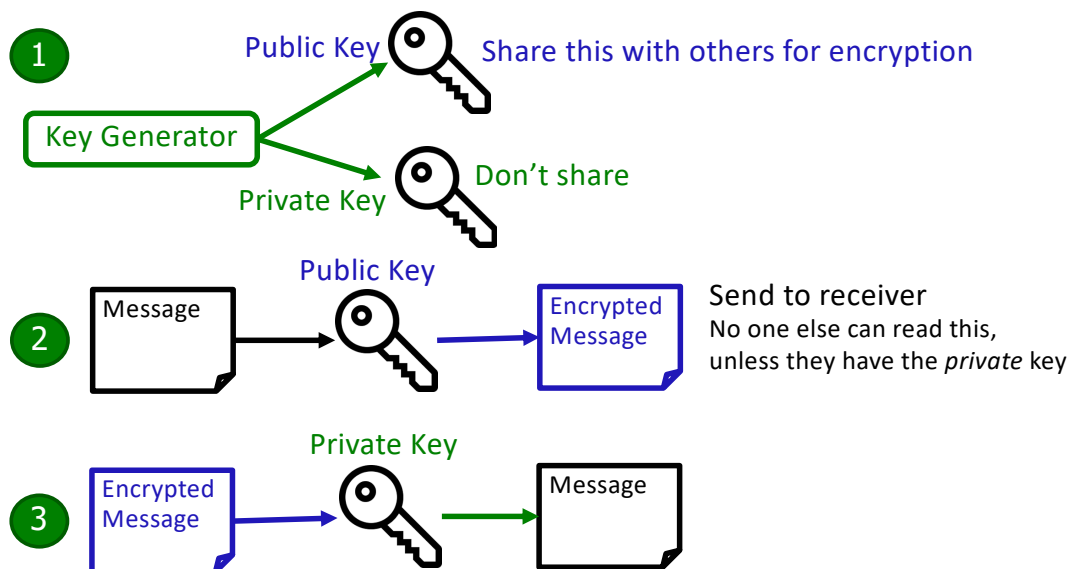 1
Public Key
Share this with others for encryption
Key Generator
Private Key
Don't share
2
Message
Public Key
Encrypted
Message
Send to receiver
No one else can read this,
unless they have the private key
3
Encrypted
Message
Private Key
Message